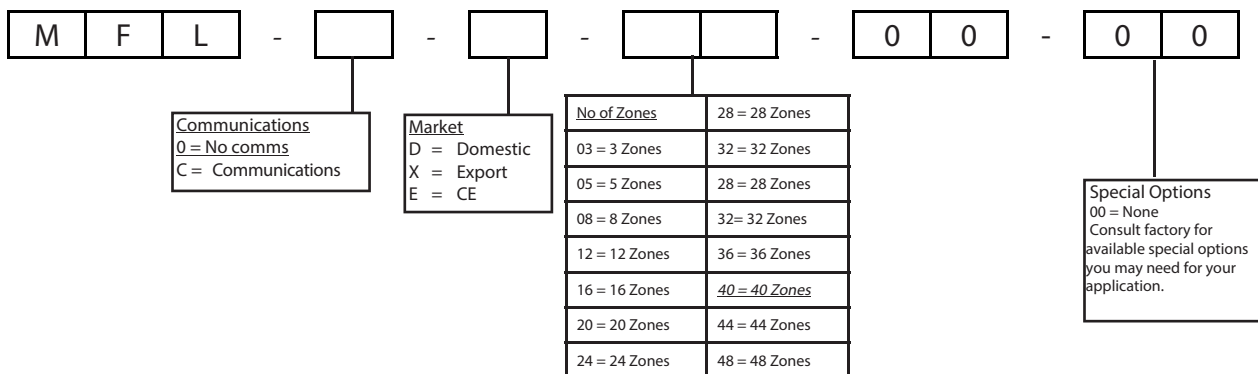 M F L - - - - 0 0 - 0 0
Communications
0 = No comms
C = Communications
Market
D = Domestic
X = Export
E = CE
No of Zones 28 = 28 Zones
03 = 3 Zones 32 = 32 Zones
05 = 5 Zones 28 = 28 Zones
08 = 8 Zones 32= 32 Zones
12 = 12 Zones 36 = 36 Zones
16 = 16 Zones 40 = 40 Zones
20 = 20 Zones 44 = 44 Zones
24 = 24 Zones 48 = 48 Zones
Special Options
00 = None
Consult factory for
available special options
you may need for your
application.